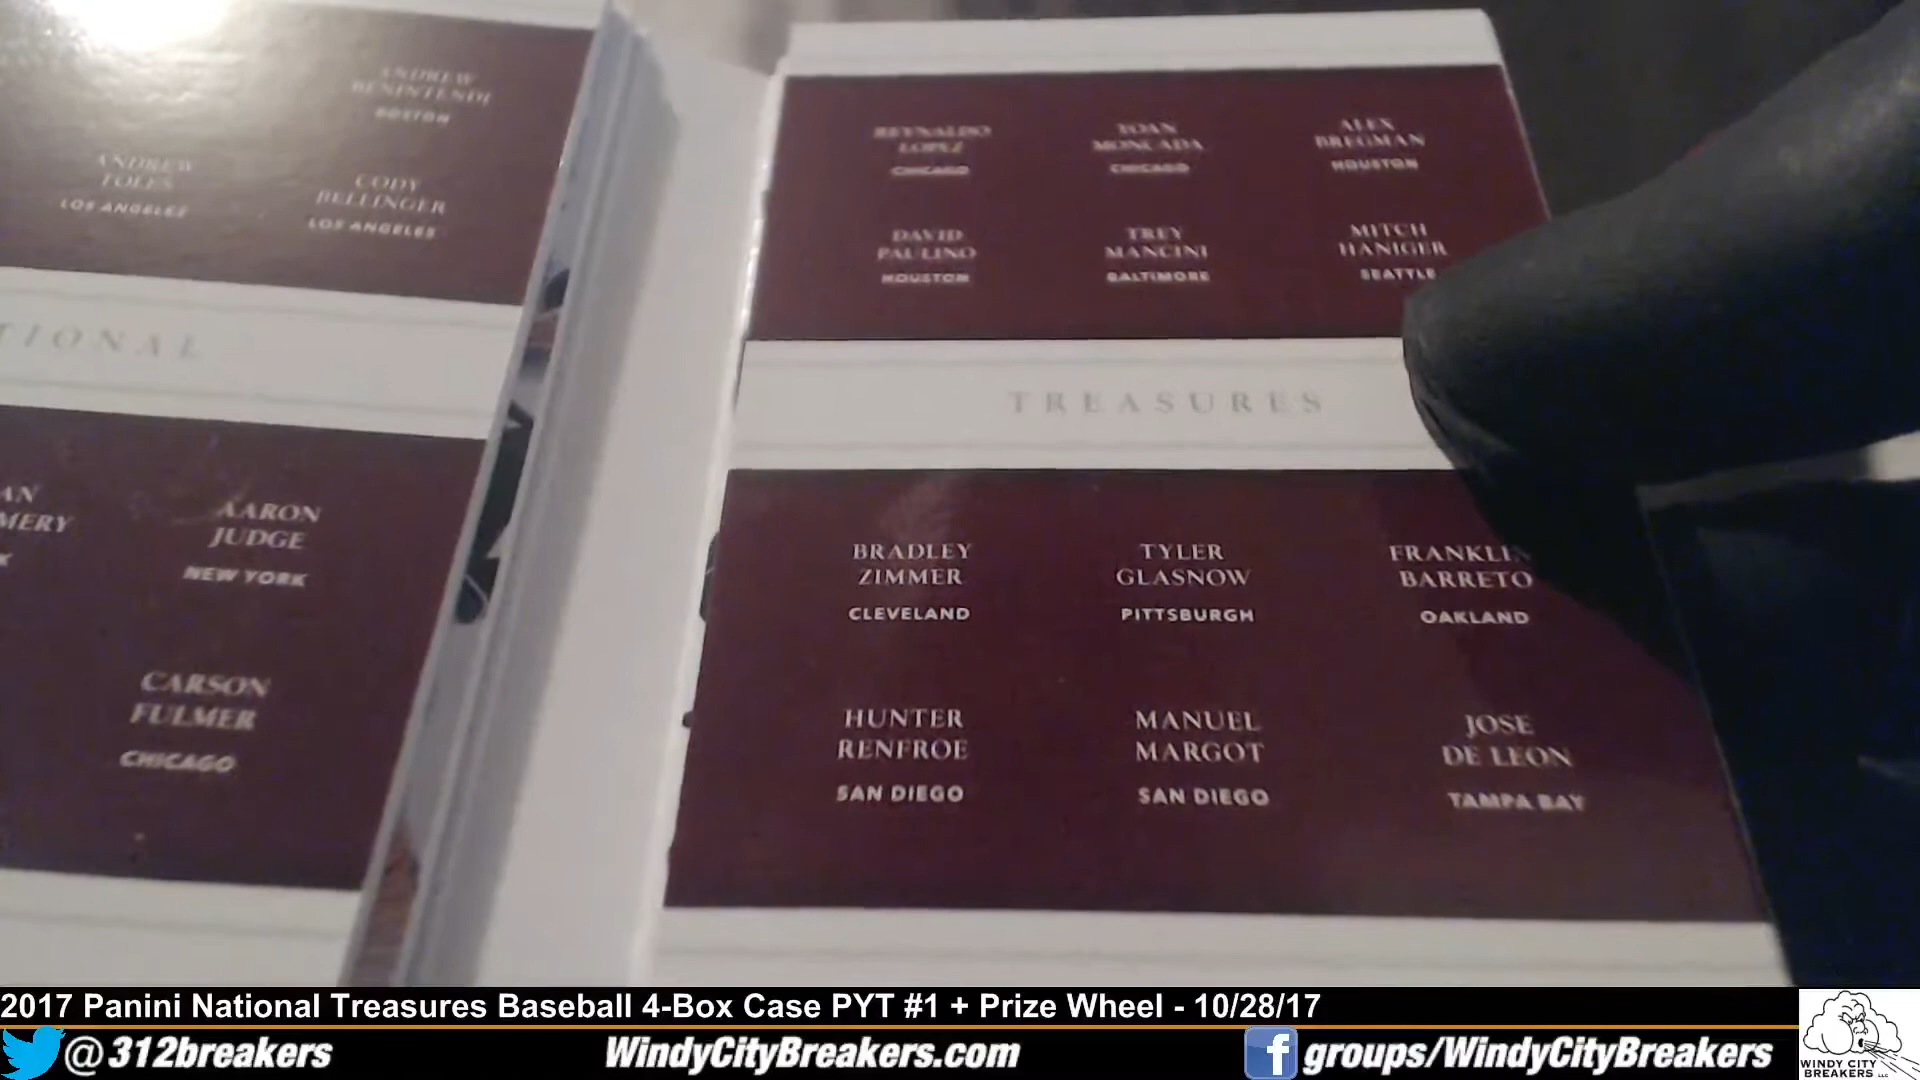 ANDREW
BENINTENDI
BOSTON
ANDREW
TOLES
LOS ANGELES
CODY
BELLINGER
LOS ANGELES
TIONAL
AN
MERY
K
AARON
JUDGE
NEW YORK
CARSON
FULMER
CHICAGO
REYNALDO
LOPEZ
CHICAGO
YOAN
MONCADA
CHICAGO
ALEX
BREGMAN
HOUSTON
DAVID
PAULINO
HOUSTON
TREY
MANCINI
BALTIMORE
MITCH
HANIGER
SEATTLE
TREASURES
BRADLEY
ZIMMER
CLEVELAND
TYLER
GLASNOW
PITTSBURGH
FRANKLIN
BARRETO
OAKLAND
HUNTER
RENFROE
SAN DIEGO
MANUEL
MARGOT
SAN DIEGO
JOSE
DE LEON
TAMPA BAY
2017 Panini National Treasures Baseball 4-Box Case PYT #1 + Prize Wheel - 10/28/17
@312breakers
WindyCityBreakers.com
f groups/WindyCityBreakers
WINDY CITY
BREAKERS LLC